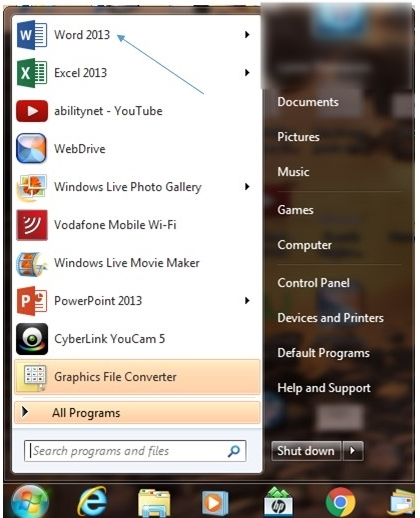 Word 2013
Excel 2013
abilitynet - YouTube
WebDrive
Windows Live Photo Gallery
Vodafone Mobile Wi-Fi
Windows Live Movie Maker
PowerPoint 2013
CyberLink YouCam 5
Graphics File Converter
All Programs
Search programs and files
Documents
Pictures
Music
Games
Computer
Control Panel
Devices and Printers
Default Programs
Help and Support
Shut down
hp